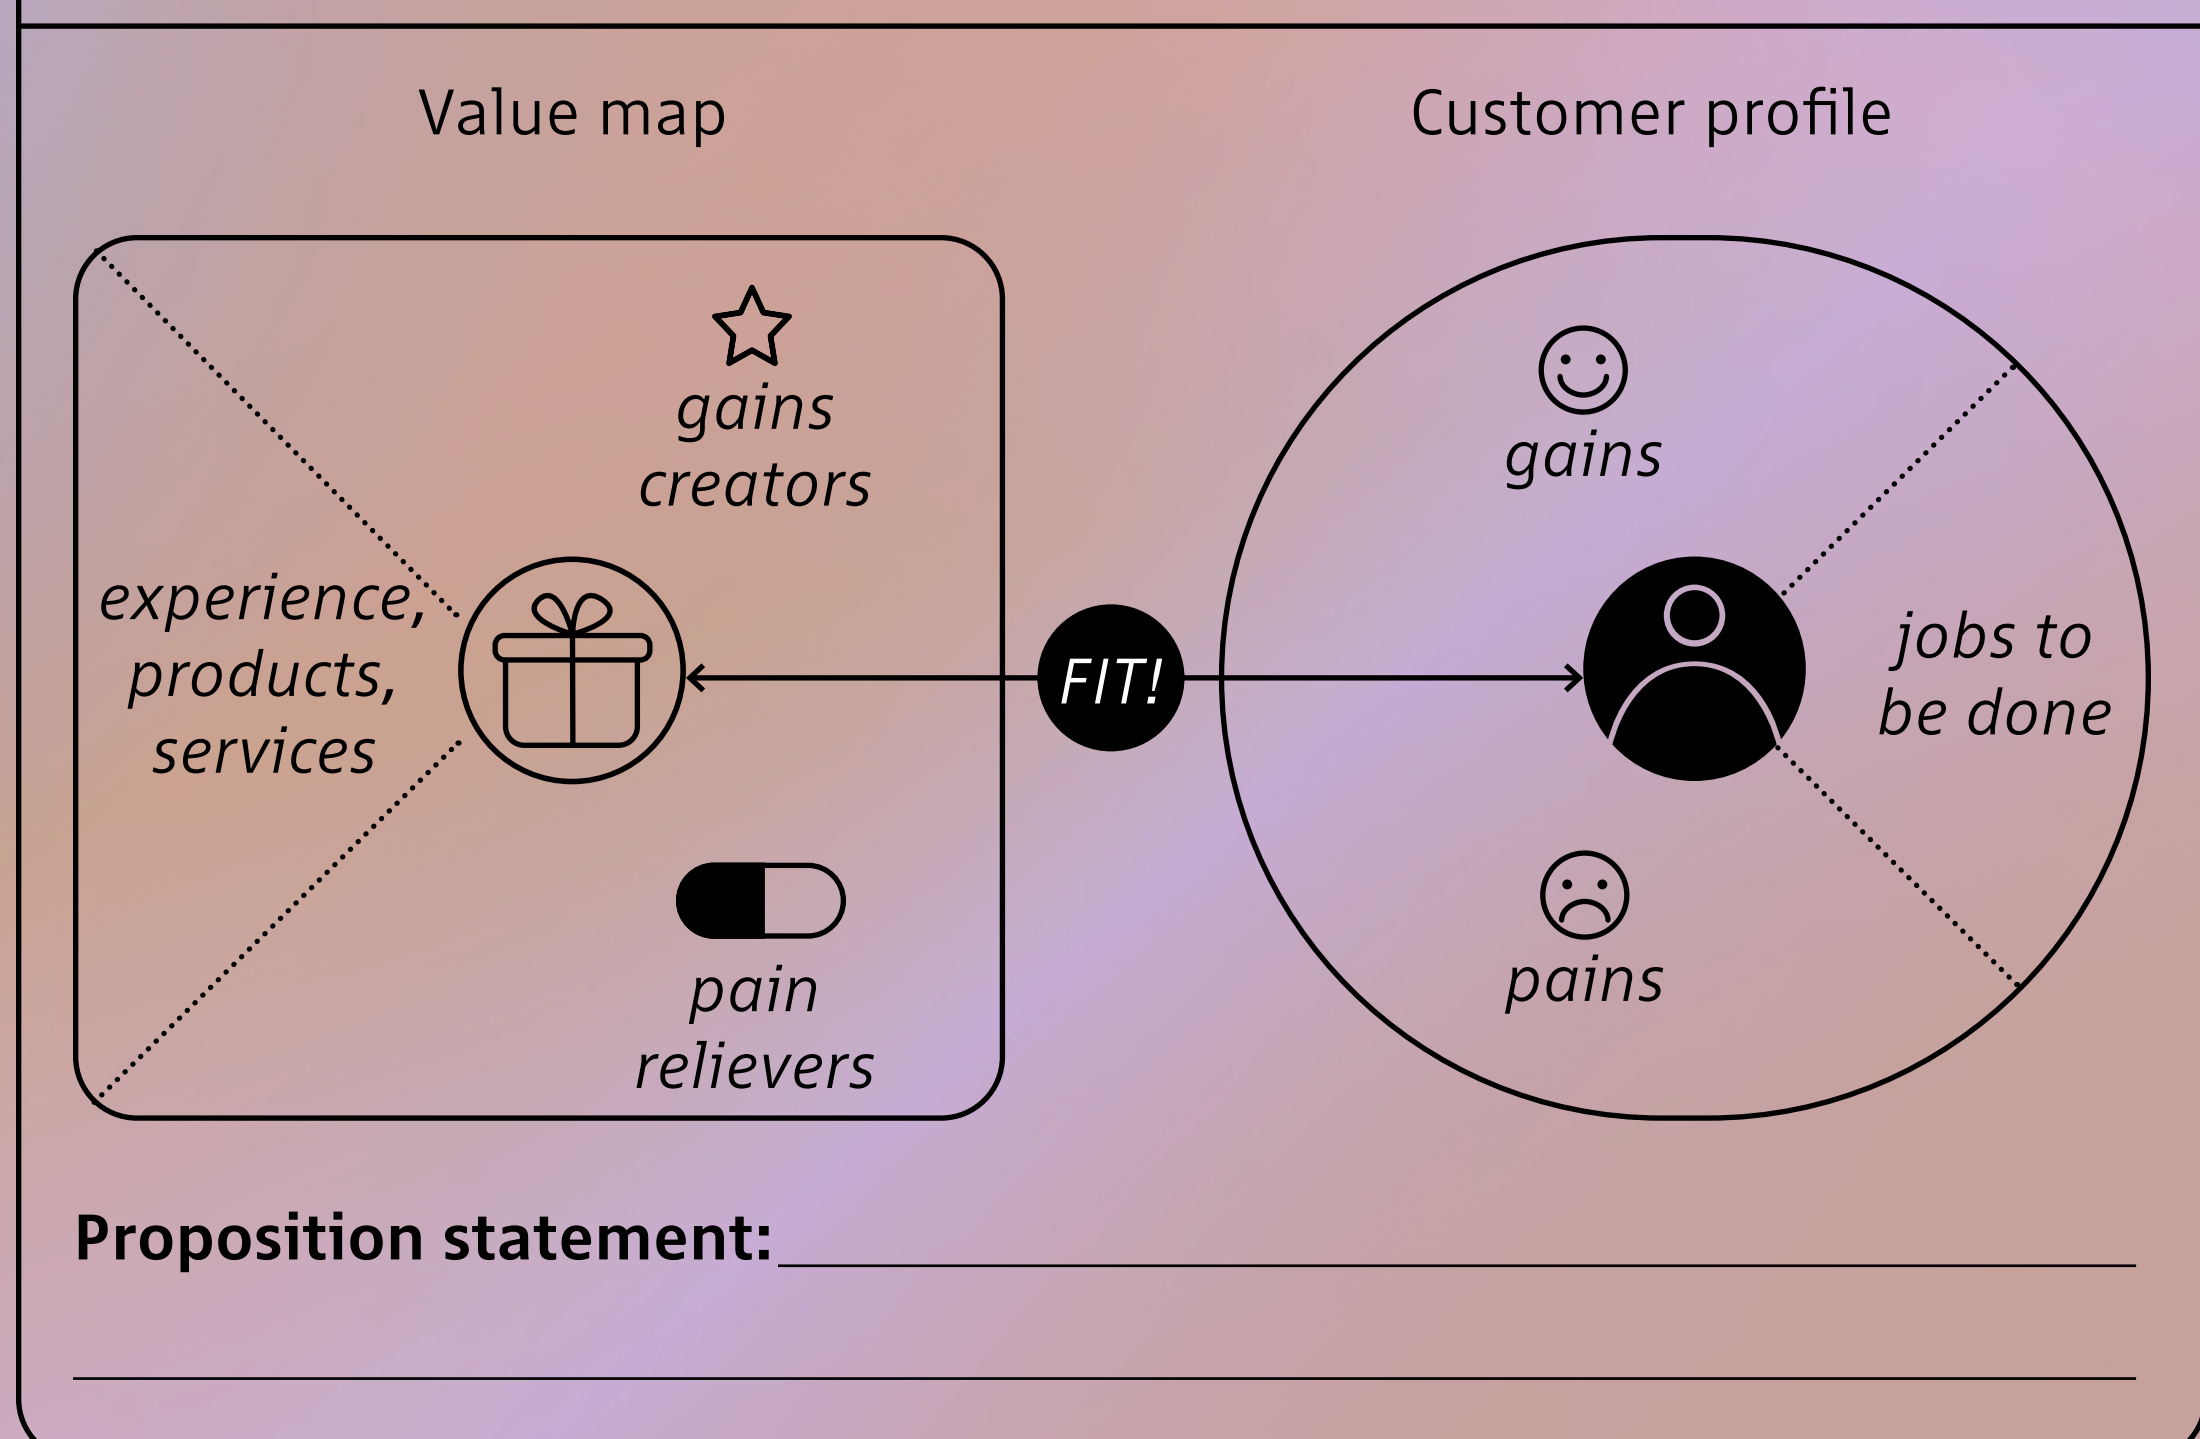 Value map
Customer profile
gains
creators
experience,
products,
services
pain
relievers
FIT!
gains
jobs to
be done
pains
Proposition statement: